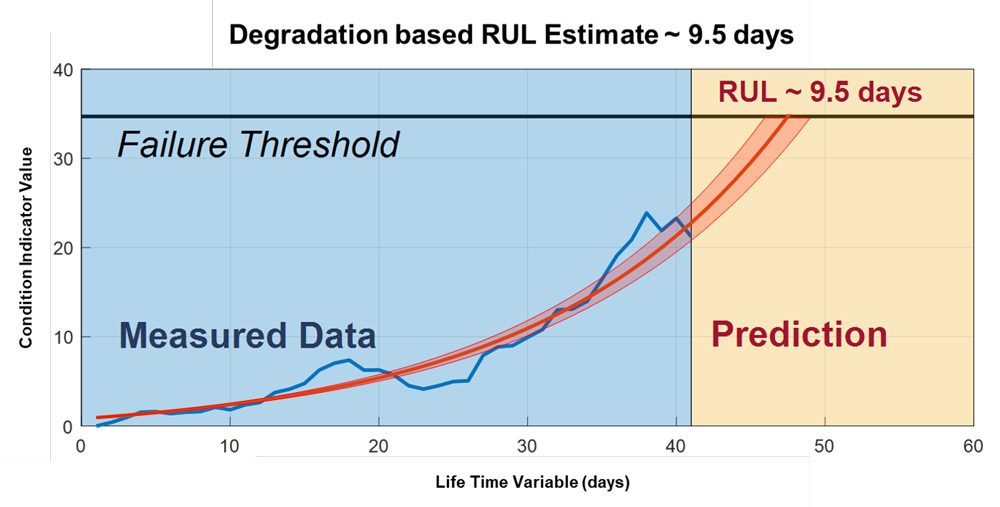 Degradation based RUL Estimate ~ 9.5 days
40
RUL ~ 9.5 days
Failure Threshold
30
Condition Indicator Value
20
Measured Data
Prediction
10
0
0 10 20 30 40 50 60
Life Time Variable (days)